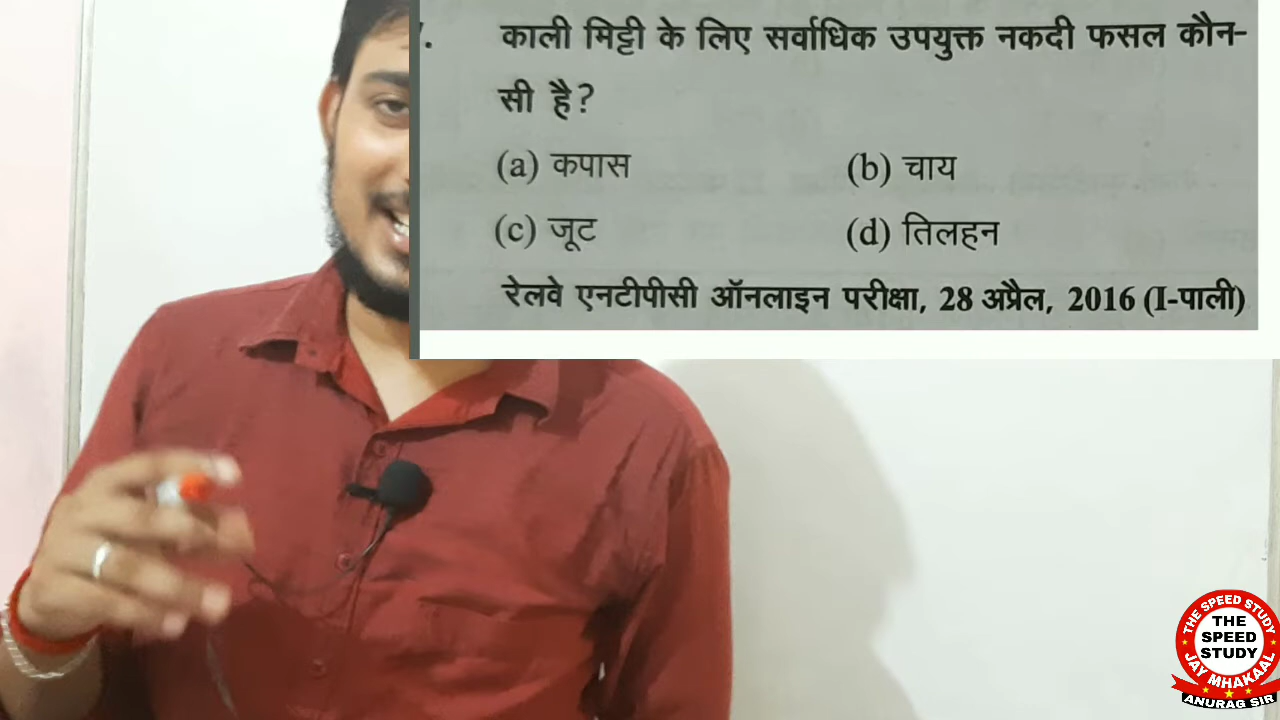 काली मिट्टी के लिए सर्वाधिक उपयुक्त नकदी फसल कौन-
सी है?
(a) कपास (b) चाय
(c) जूट (d) तिलहन
रेलवे एनटीपीसी ऑनलाइन परीक्षा, 28 अप्रैल, 2016 (I-पाली)
THE SPEED STUDY
THE
SPEED
STUDY
JAY MHAKAAL
ANURAG SIR